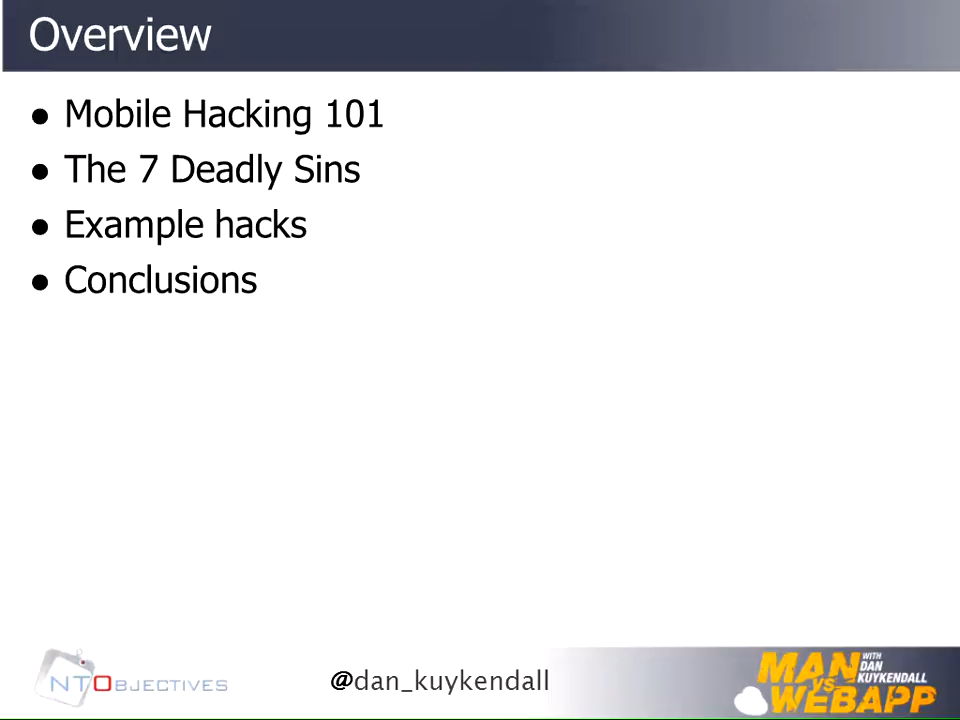 Overview
● Mobile Hacking 101
● The 7 Deadly Sins
● Example hacks
● Conclusions
NTOBJECTIVES
@dan_kuykendall
MAN VS WEBAPP
WITH DAN KUYKENDALL